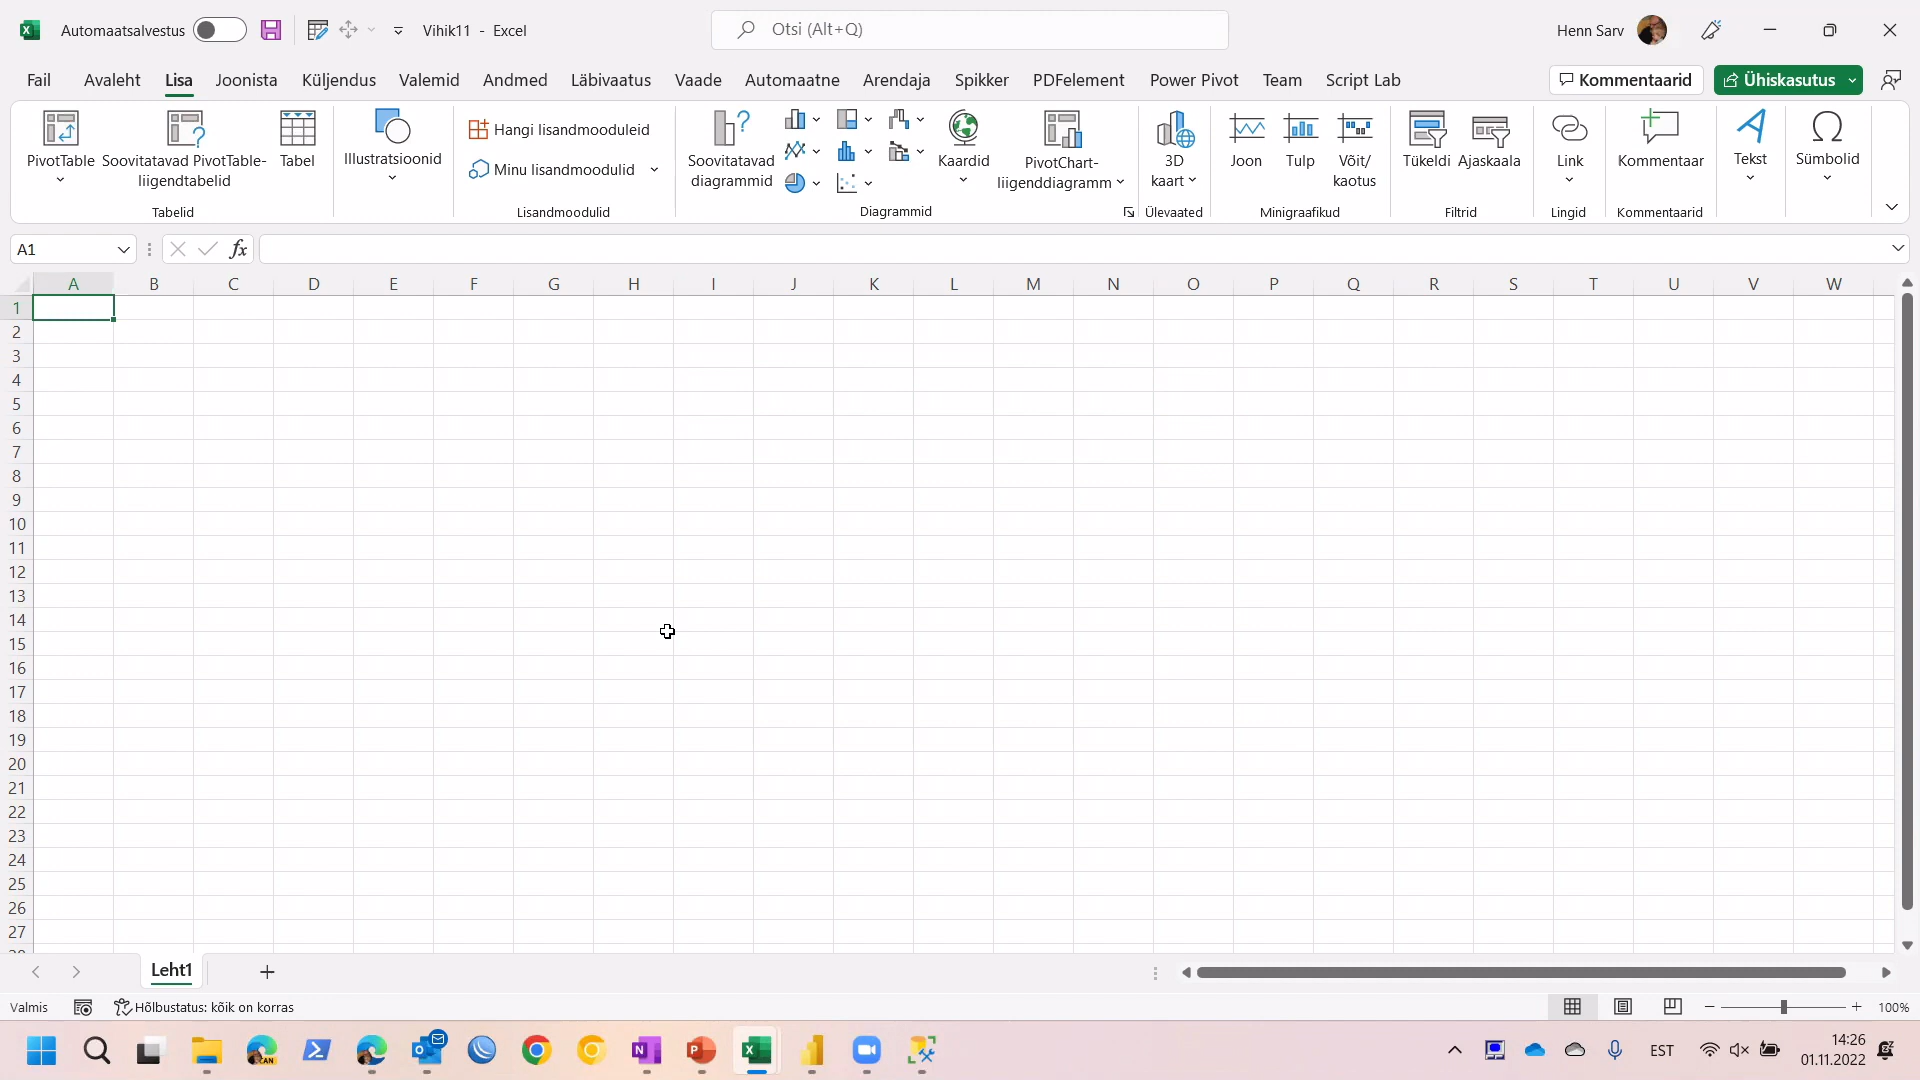 Automaatsalvestus
Vihik11 - Excel
Otsi (Alt+Q)
Henn Sarv
Fail Avaleht Lisa Joonista Küljendus Valemid Andmed Läbivaatus Vaade Automaatne Arendaja Spikker PDFelement Power Pivot Team Script Lab Kommentaarid Ühiskasutus
PivotTable
Soovitatavad PivotTable-
liigendtabelid
Tabel
Tabelid
Illustratsioonid
Hangi lisandmooduleid
Minu lisandmoodulid
Lisandmoodulid
Soovitatavad
diagrammid
Kaardid
PivotChart-
liigenddiagramm
Diagrammid
3D
kaart
Ülevaated
Joon
Tulp
Võit/
kaotus
Minigraafikud
Tükeldi
Ajaskaala
Filtrid
Link
Lingid
Kommentaar
Kommentaarid
Tekst
Sümbolid
A1
fx
A B C D E F G H I J K L M N O P Q R S T U V W
1
2
3
4
5
6
7
8
9
10
11
12
13
14
15
16
17
18
19
20
21
22
23
24
25
26
27
Leht1
Valmis
Hõlbustatus: kõik on korras
100%
CAN
EST
14:26
01.11.2022